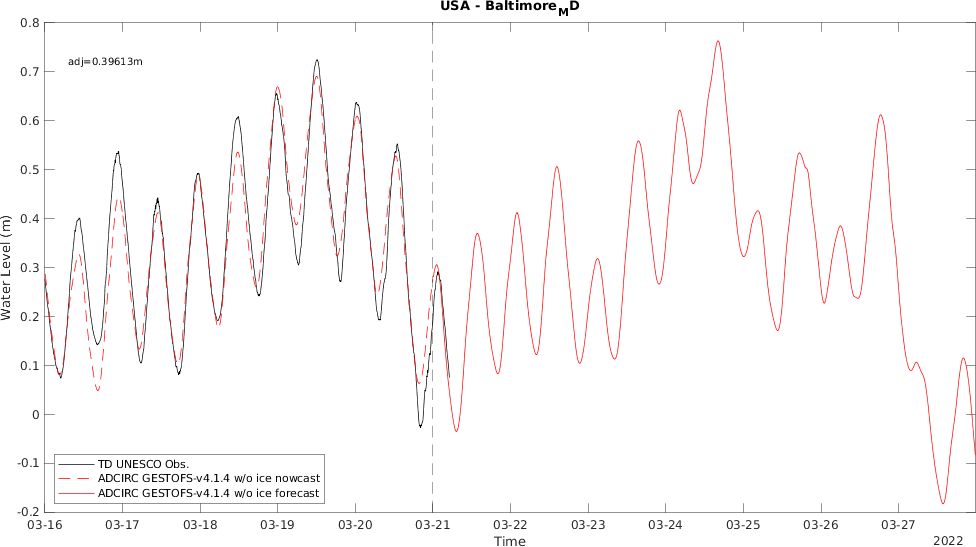 USA - Baltimore_MD
0.8
0.7
0.6
0.5
0.4
0.3
0.2
0.1
0
-0.1
-0.2
Water Level (m)
adj=0.39613m
TD UNESCO Obs.
ADCIRC GESTOFS-v4.1.4 w/o ice nowcast
ADCIRC GESTOFS-v4.1.4 w/o ice forecast
03-16 03-17 03-18 03-19 03-20 03-21 03-22 03-23 03-24 03-25 03-26 03-27
Time
2022